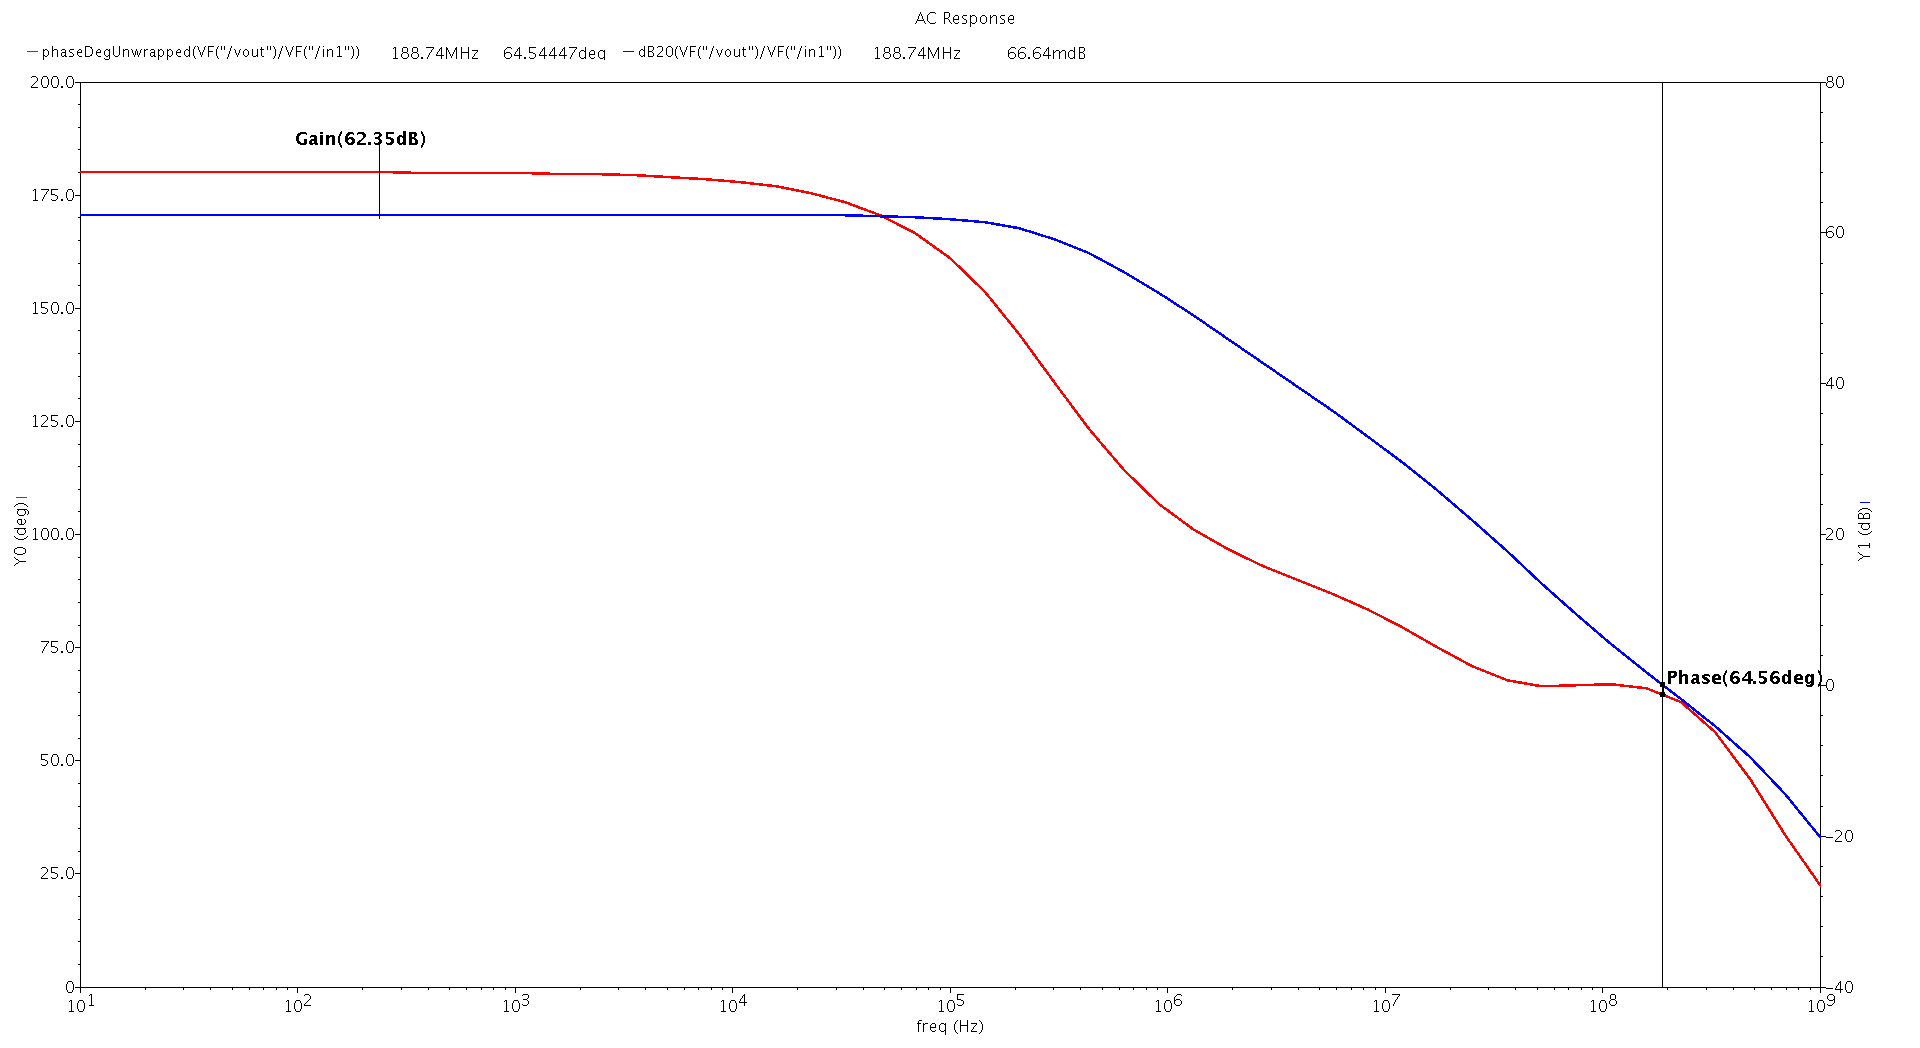 AC Response
phaseDegUnwrapped(VF("/vout")/VF("/in1")) 188.74MHz 64.54447deg dB20(VF("/vout")/VF("/in1")) 188.74MHz 66.64mdB
200.0
175.0
150.0
125.0
100.0
75.0
50.0
25.0
0
Y0 (deg)
Gain(62.35dB)
Phase(64.56deg)
80
60
40
20
0
-20
-40
Y1 (dB)
10^1 10^2 10^3 10^4 10^5 10^6 10^7 10^8 10^9
freq (Hz)